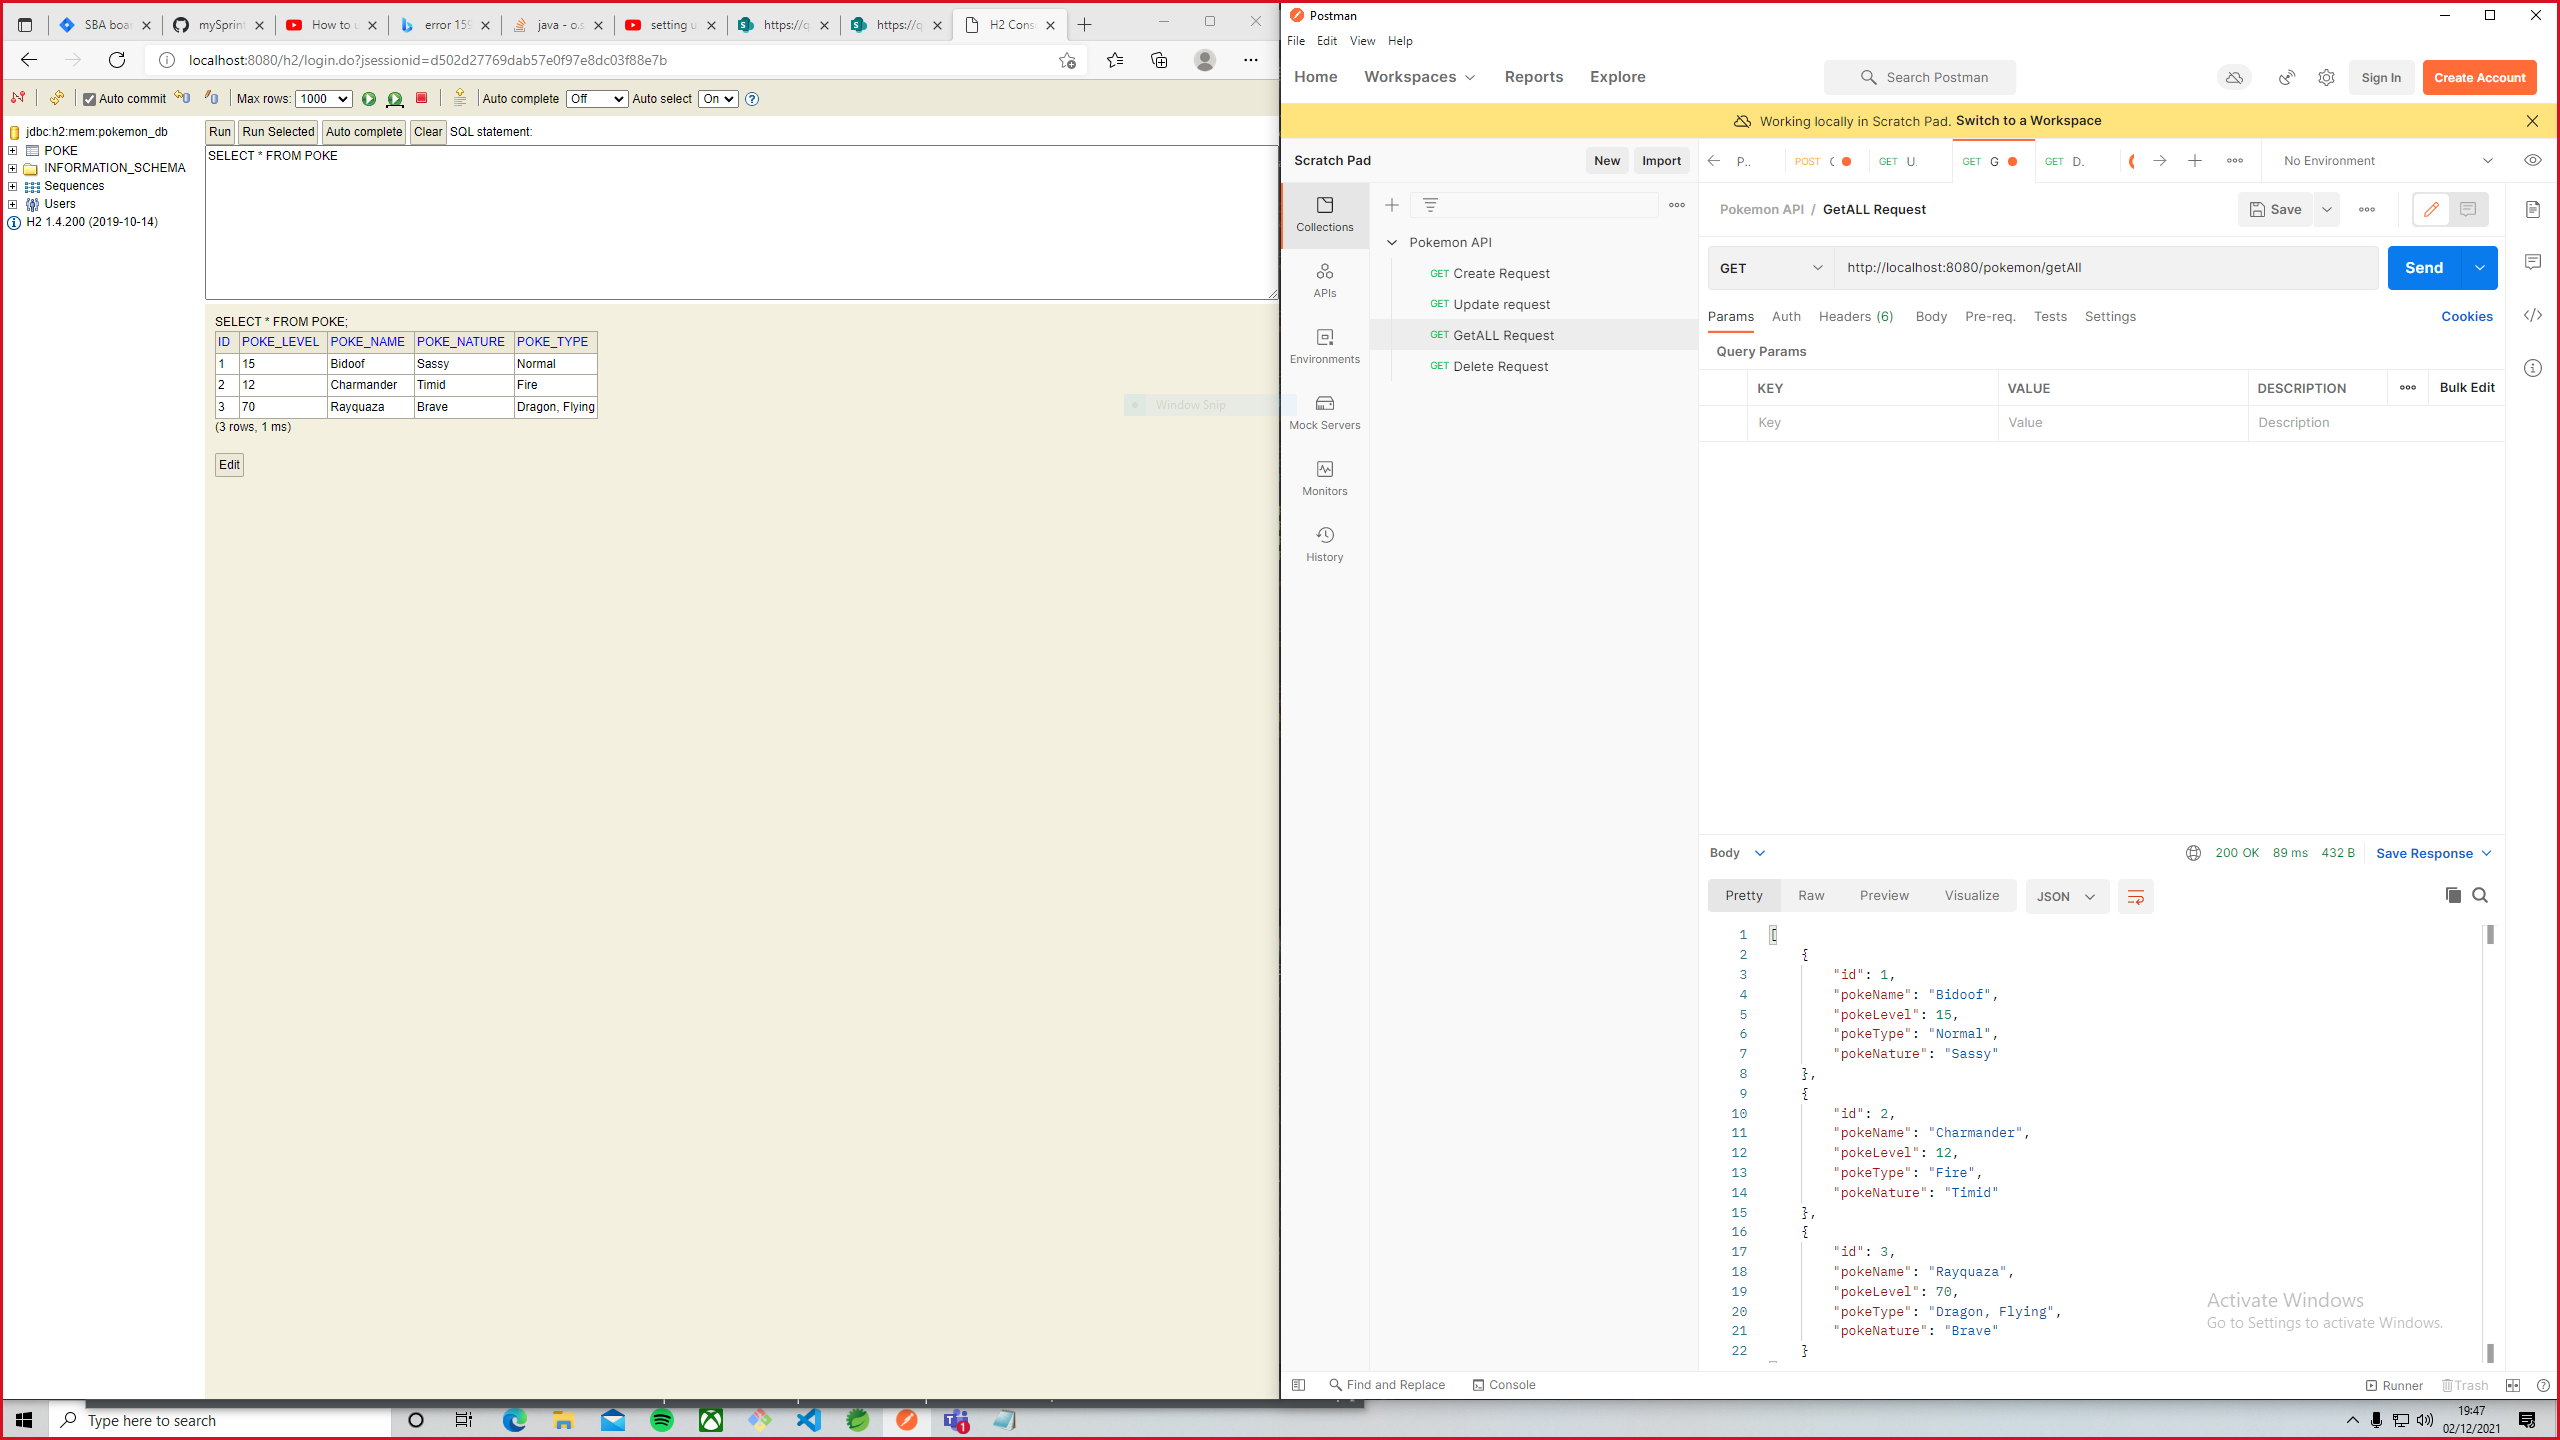 SBA boar
mySprint
How to u
error 159
java - o.s
setting u
https://q
https://q
H2 Cons
localhost:8080/h2/login.do?jsessionid=d502d27769dab57e0f97e8dc03f88e7b
Auto commit
Max rows: 1000
Auto complete Off
Auto select On
jdbc:h2:mem:pokemon_db
POKE
INFORMATION_SCHEMA
Sequences
Users
H2 1.4.200 (2019-10-14)
Run Run Selected Auto complete Clear SQL statement:
SELECT * FROM POKE
SELECT * FROM POKE;
ID POKE_LEVEL POKE_NAME POKE_NATURE POKE_TYPE
1 15 Bidoof Sassy Normal
2 12 Charmander Timid Fire
3 70 Rayquaza Brave Dragon, Flying
(3 rows, 1 ms)
Edit
Window Snip
Postman
File Edit View Help
Home Workspaces Reports Explore
Search Postman
Sign In
Create Account
Working locally in Scratch Pad. Switch to a Workspace
Scratch Pad
New Import
P..
POST
GET U
GET G
GET D.
No Environment
Collections
APIs
Environments
Mock Servers
Monitors
History
Pokemon API
GET Create Request
GET Update request
GET GetALL Request
GET Delete Request
Pokemon API / GetALL Request
Save
GET http://localhost:8080/pokemon/getAll
Send
Params Auth Headers (6) Body Pre-req. Tests Settings
Cookies
Query Params
KEY VALUE DESCRIPTION Bulk Edit
Key Value Description
Body
200 OK 89 ms 432 B Save Response
Pretty Raw Preview Visualize JSON
1 [
2 {
3 "id": 1,
4 "pokeName": "Bidoof",
5 "pokeLevel": 15,
6 "pokeType": "Normal",
7 "pokeNature": "Sassy"
8 },
9 {
10 "id": 2,
11 "pokeName": "Charmander",
12 "pokeLevel": 12,
13 "pokeType": "Fire",
14 "pokeNature": "Timid"
15 },
16 {
17 "id": 3,
18 "pokeName": "Rayquaza",
19 "pokeLevel": 70,
20 "pokeType": "Dragon, Flying",
21 "pokeNature": "Brave"
22 }
Activate Windows
Go to Settings to activate Windows.
Find and Replace Console
Runner Trash
Type here to search
1
19:47
02/12/2021